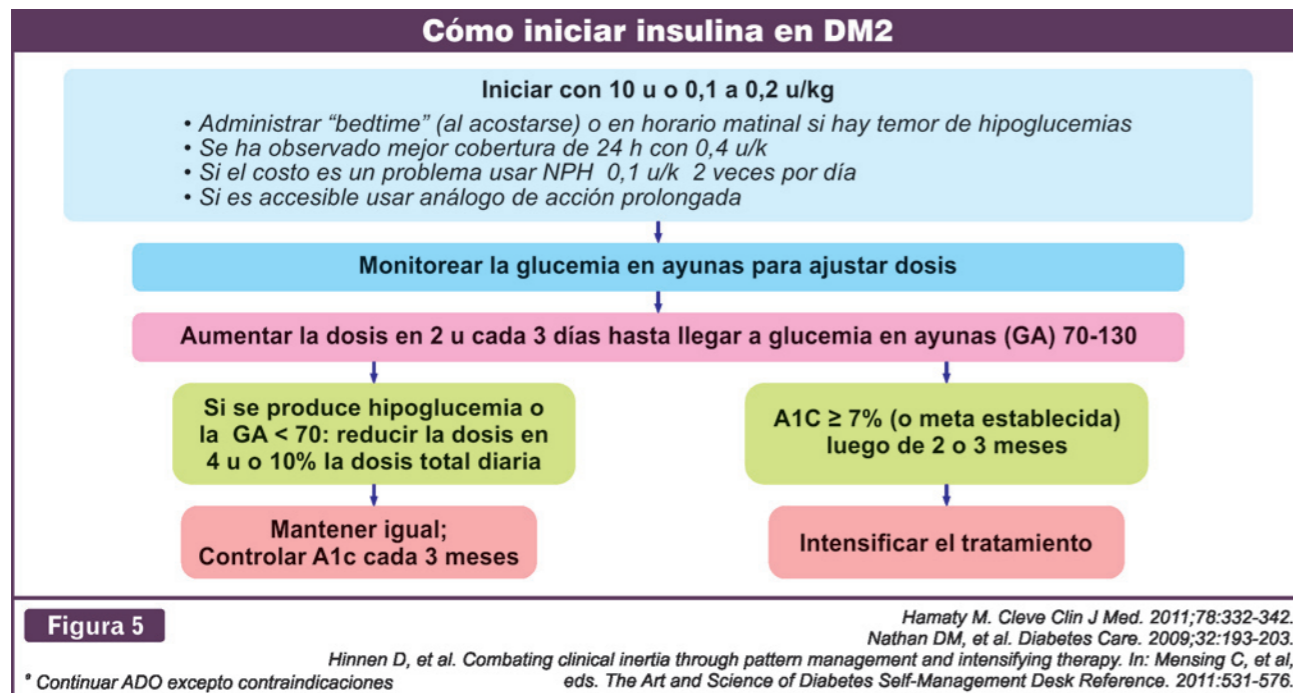 Cómo iniciar insulina en DM2
Iniciar con 10 u o 0,1 a 0,2 u/kg
• Administrar “bedtime” (al acostarse) o en horario matinal si hay temor de hipoglucemias
• Se ha observado mejor cobertura de 24 h con 0,4 u/k
• Si el costo es un problema usar NPH 0,1 u/k 2 veces por día
• Si es accesible usar análogo de acción prolongada
Monitorear la glucemia en ayunas para ajustar dosis
Aumentar la dosis en 2 u cada 3 días hasta llegar a glucemia en ayunas (GA) 70-130
Si se produce hipoglucemia o
la GA < 70: reducir la dosis en
4 u o 10% la dosis total diaria
A1C ≥ 7% (o meta establecida)
luego de 2 o 3 meses
Mantener igual;
Controlar A1c cada 3 meses
Intensificar el tratamiento
Figura 5
Hamaty M. Cleve Clin J Med. 2011;78:332-342.
Nathan DM, et al. Diabetes Care. 2009;32:193-203.
Hinnen D, et al. Combating clinical inertia through pattern management and intensifying therapy. In: Mensing C, et al,
eds. The Art and Science of Diabetes Self-Management Desk Reference. 2011:531-576.
* Continuar ADO excepto contraindicaciones